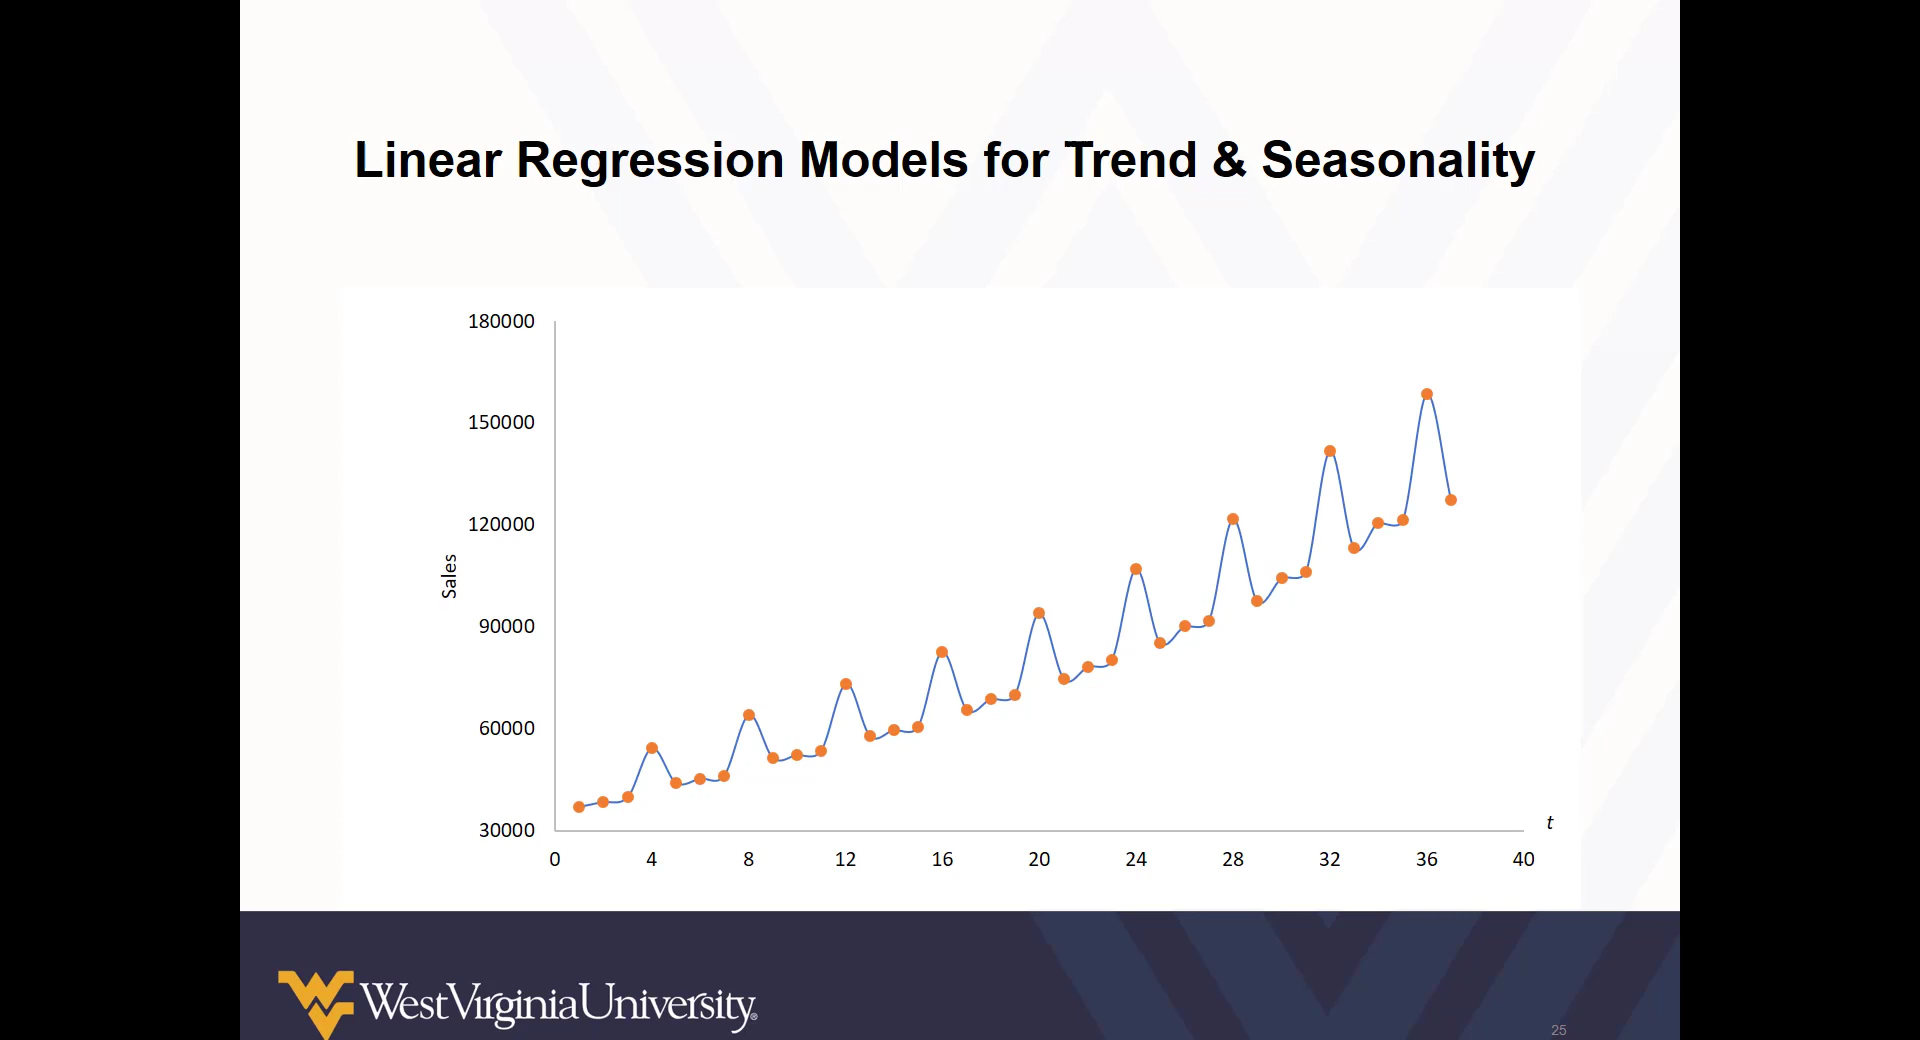 Linear Regression Models for Trend & Seasonality
180000
150000
120000
90000
60000
30000
Sales
t
0 4 8 12 16 20 24 28 32 36 40
WestVirginiaUniversity®
25